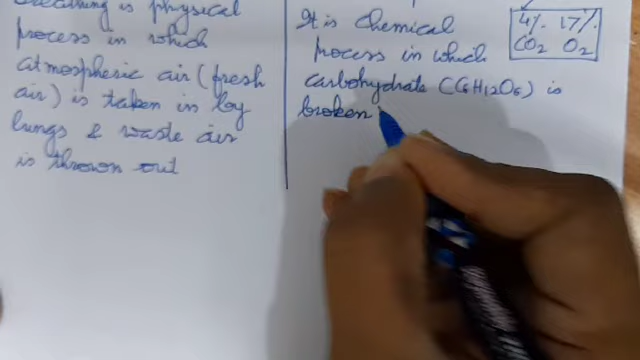 Breathing is physical
process in which
atmospheric air (fresh
air) is taken in by
lungs & waste air
is thrown out
It is Chemical
process in which
carbohydrate (C6H12O6) is
broken
4% 17%
CO2 O2